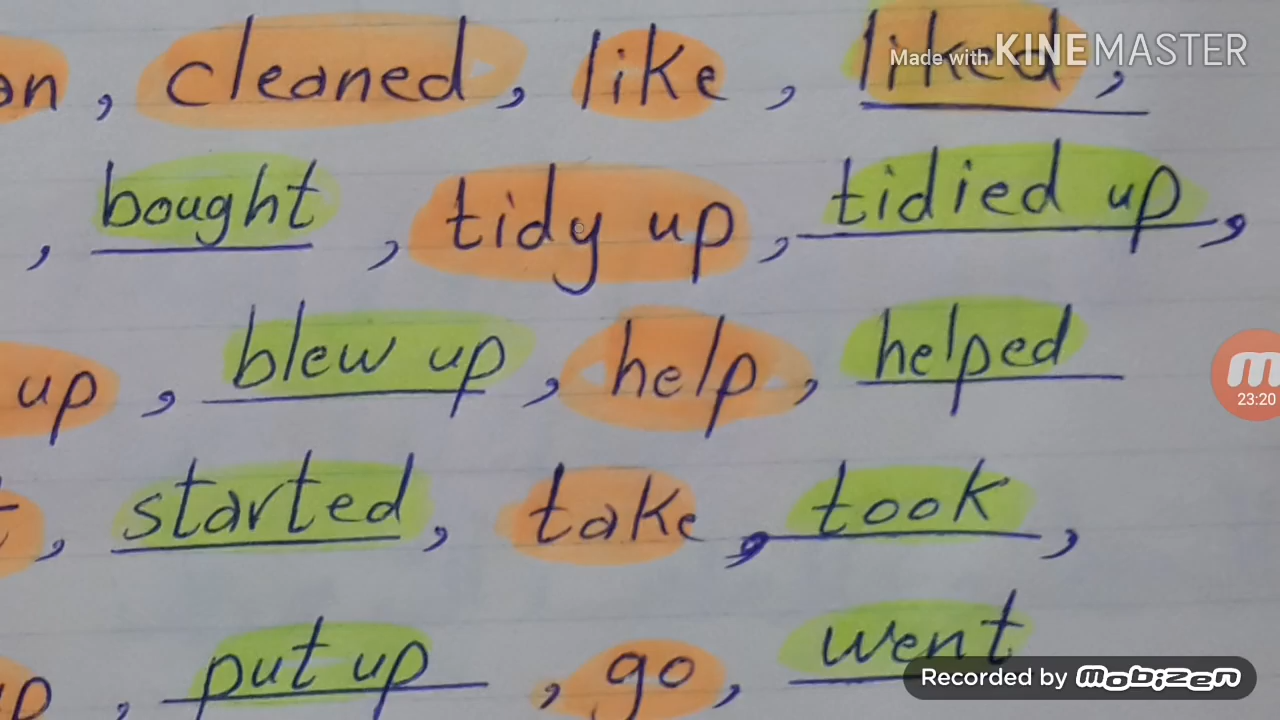 , cleaned, like, liked,
Made with KINEMASTER
, bought, tidy up, tidied up,
up, blew up, help, helped
23:20
, started, take, took,
, put up, go, went
Recorded by MOBIZEN